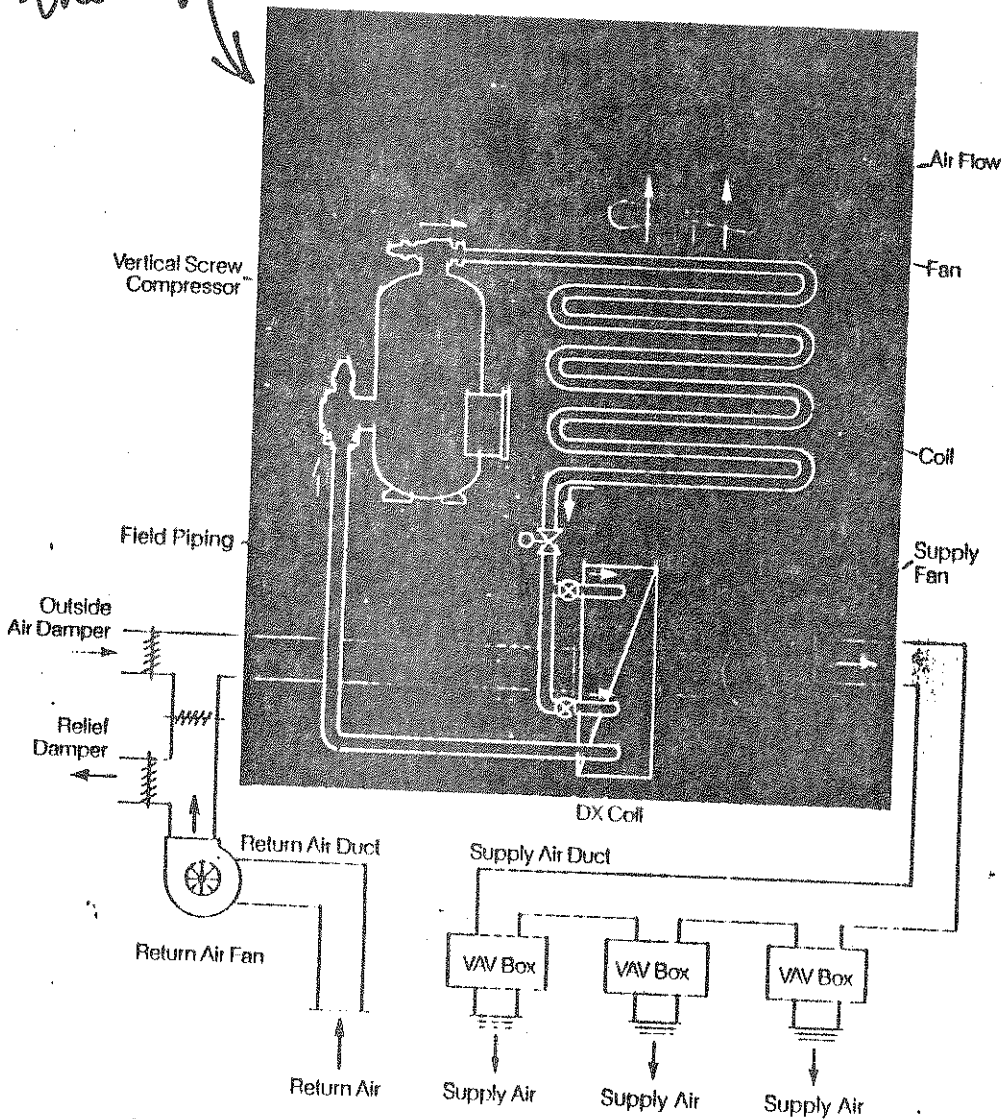 Air Flow
Vertical Screw
Compressor
Fan
Coil
Field Piping
Supply
Fan
Outside
Air Damper
Relief
Damper
DX Coil
Return Air Duct
Supply Air Duct
Return Air Fan
VAV Box
VAV Box
VAV Box
Return Air
Supply Air
Supply Air
Supply Air